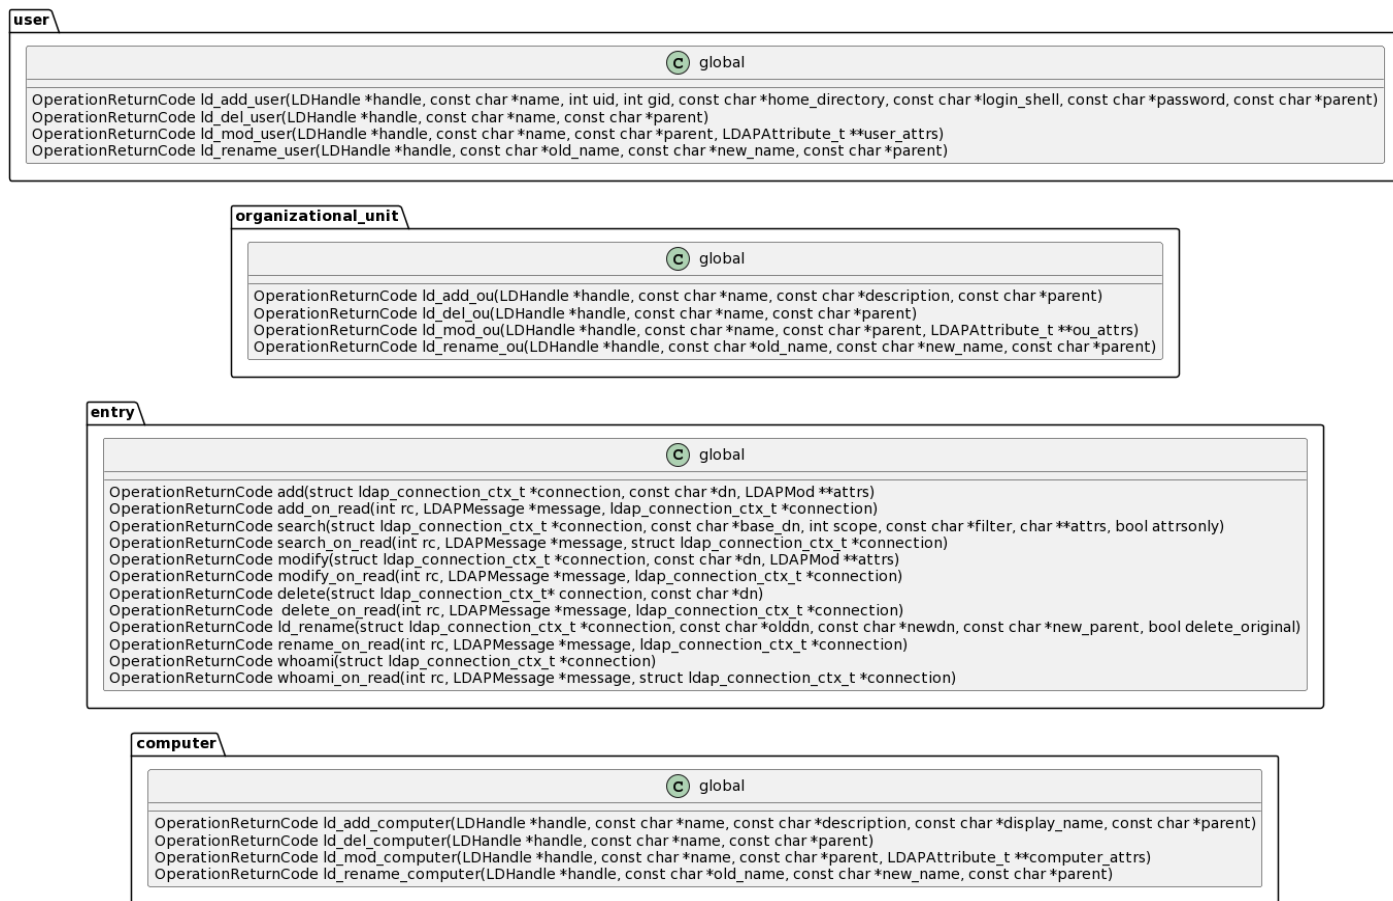 user
C global
OperationReturnCode ld_add_user(LDHandle *handle, const char *name, int uid, int gid, const char *home_directory, const char *login_shell, const char *password, const char *parent)
OperationReturnCode ld_del_user(LDHandle *handle, const char *name, const char *parent)
OperationReturnCode ld_mod_user(LDHandle *handle, const char *name, const char *parent, LDAPAttribute_t **user_attrs)
OperationReturnCode ld_rename_user(LDHandle *handle, const char *old_name, const char *new_name, const char *parent)
organizational_unit
C global
OperationReturnCode ld_add_ou(LDHandle *handle, const char *name, const char *description, const char *parent)
OperationReturnCode ld_del_ou(LDHandle *handle, const char *name, const char *parent)
OperationReturnCode ld_mod_ou(LDHandle *handle, const char *name, const char *parent, LDAPAttribute_t **ou_attrs)
OperationReturnCode ld_rename_ou(LDHandle *handle, const char *old_name, const char *new_name, const char *parent)
entry
C global
OperationReturnCode add(struct ldap_connection_ctx_t *connection, const char *dn, LDAPMod **attrs)
OperationReturnCode add_on_read(int rc, LDAPMessage *message, ldap_connection_ctx_t *connection)
OperationReturnCode search(struct ldap_connection_ctx_t *connection, const char *base_dn, int scope, const char *filter, char **attrs, bool attrsonly)
OperationReturnCode search_on_read(int rc, LDAPMessage *message, struct ldap_connection_ctx_t *connection)
OperationReturnCode modify(struct ldap_connection_ctx_t *connection, const char *dn, LDAPMod **attrs)
OperationReturnCode modify_on_read(int rc, LDAPMessage *message, ldap_connection_ctx_t *connection)
OperationReturnCode delete(struct ldap_connection_ctx_t* connection, const char *dn)
OperationReturnCode  delete_on_read(int rc, LDAPMessage *message, ldap_connection_ctx_t *connection)
OperationReturnCode ld_rename(struct ldap_connection_ctx_t *connection, const char *olddn, const char *newdn, const char *new_parent, bool delete_original)
OperationReturnCode rename_on_read(int rc, LDAPMessage *message, ldap_connection_ctx_t *connection)
OperationReturnCode whoami(struct ldap_connection_ctx_t *connection)
OperationReturnCode whoami_on_read(int rc, LDAPMessage *message, struct ldap_connection_ctx_t *connection)
computer
C global
OperationReturnCode ld_add_computer(LDHandle *handle, const char *name, const char *description, const char *display_name, const char *parent)
OperationReturnCode ld_del_computer(LDHandle *handle, const char *name, const char *parent)
OperationReturnCode ld_mod_computer(LDHandle *handle, const char *name, const char *parent, LDAPAttribute_t **computer_attrs)
OperationReturnCode ld_rename_computer(LDHandle *handle, const char *old_name, const char *new_name, const char *parent)